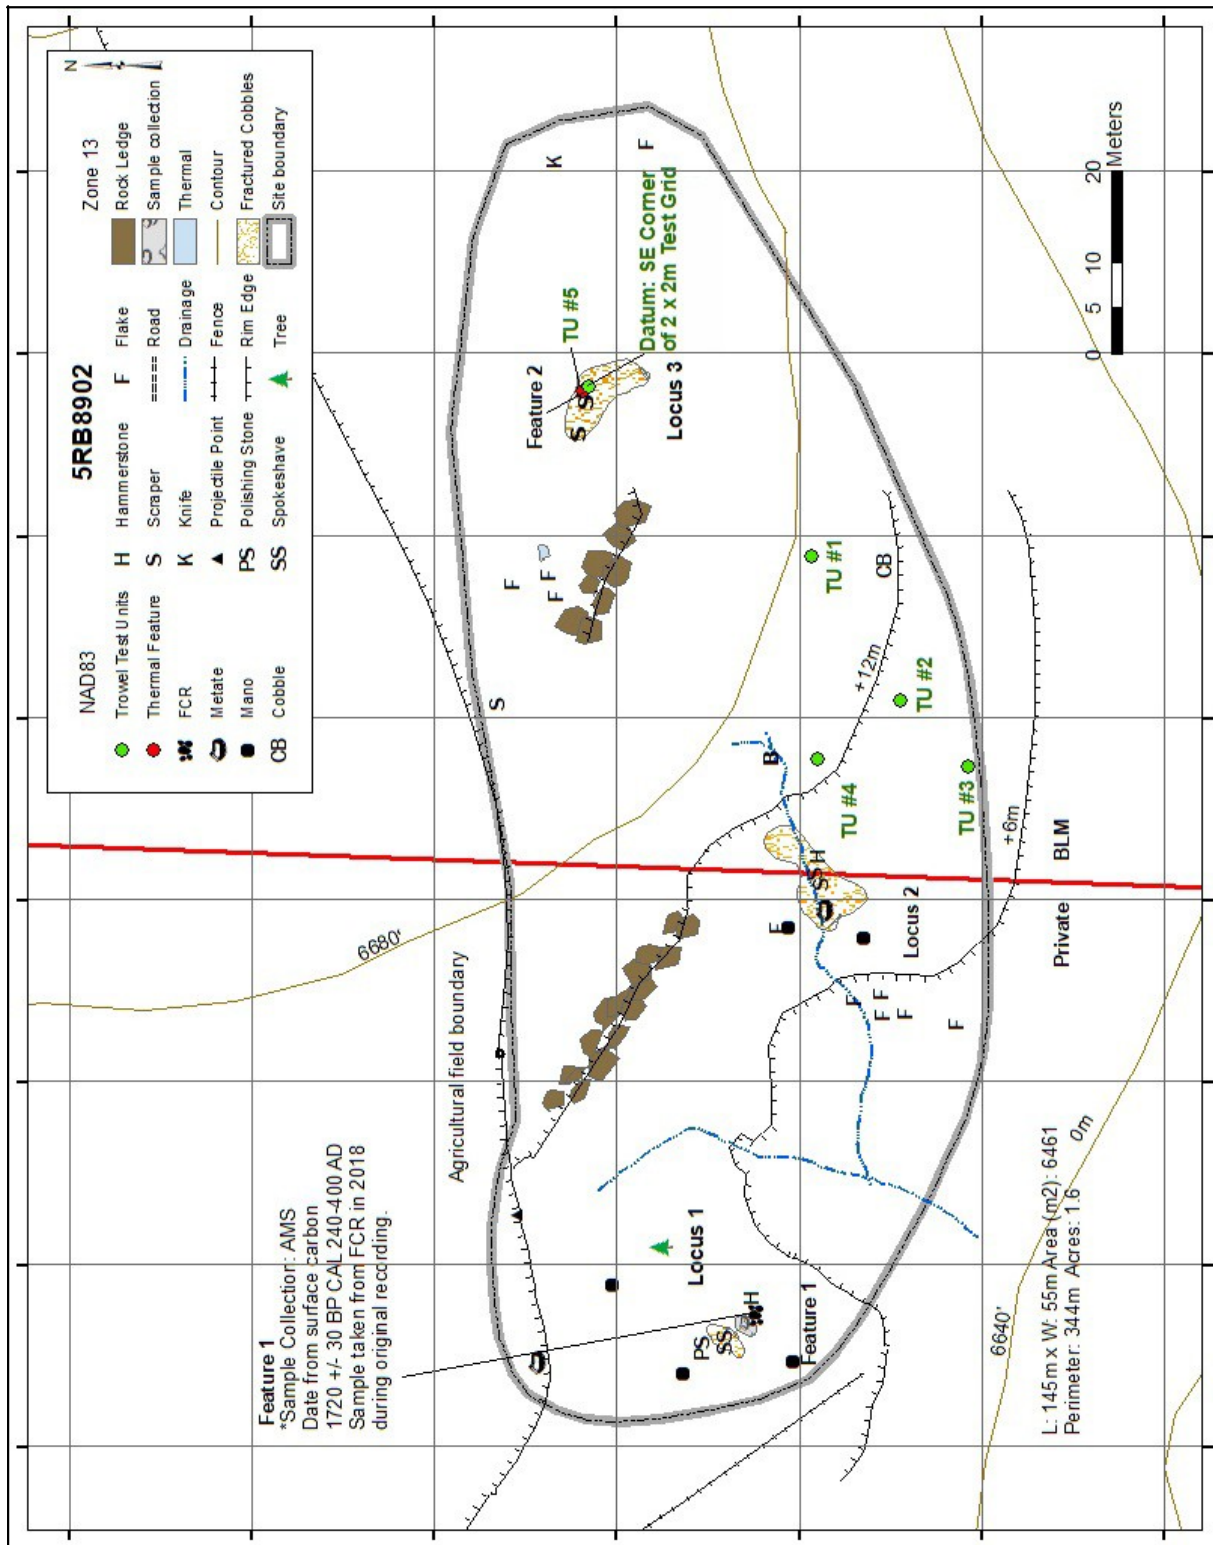 5RB8902
NAD83
Zone 13
N
Trowel Test Units
H Hammerstone
F Flake
Rock Ledge
Thermal Feature
S Scraper
Road
Sample collection
FCR
K Knife
Drainage
Thermal
Metate
Projectile Point
Fence
Contour
Mano
PS Polishing Stone
Rim Edge
Fractured Cobbles
CB Cobble
SS Spokeshave
Tree
Site boundary
Feature 1
*Sample Collection: AMS
Date from surface carbon
1720 +/- 30 BP CAL 240-400 AD
Sample taken from FCR in 2018
during original recording.
Agricultural field boundary
6680'
S
F
F
F
F
K
F
Feature 2
TU #5
S
S
Datum: SE Corner
of 2 x 2m Test Grid
Locus 3
Locus 1
PS
SS
H
Feature 1
F
B
H
SS
Locus 2
F
F
F
F
F
F
TU #4
TU #1
CB
TU #2
TU #3
+12m
+6m
Private
BLM
6640'
0m
L: 145m x W: 55m Area (m2): 6461
Perimeter: 344m Acres: 1.6
0 5 10 20
Meters